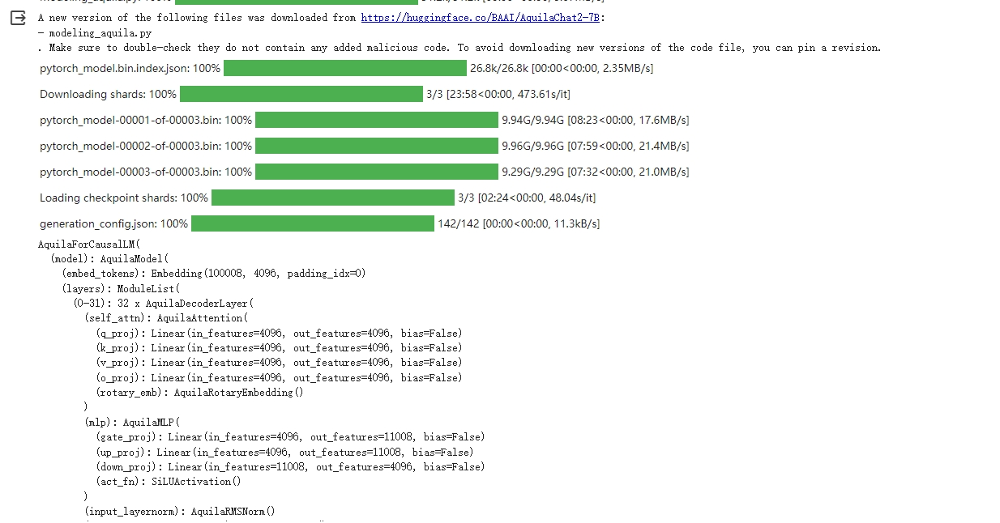 A new version of the following files was downloaded from https://huggingface.co/BAAI/AquilaChat2-7B:
- modeling_aquila.py
. Make sure to double-check they do not contain any added malicious code. To avoid downloading new versions of the code file, you can pin a revision.
pytorch_model.bin.index.json: 100% 26.8k/26.8k [00:00<00:00, 2.35MB/s]
Downloading shards: 100% 3/3 [23:58<00:00, 473.61s/it]
pytorch_model-00001-of-00003.bin: 100% 9.94G/9.94G [08:23<00:00, 17.6MB/s]
pytorch_model-00002-of-00003.bin: 100% 9.96G/9.96G [07:59<00:00, 21.4MB/s]
pytorch_model-00003-of-00003.bin: 100% 9.29G/9.29G [07:32<00:00, 21.0MB/s]
Loading checkpoint shards: 100% 3/3 [02:24<00:00, 48.04s/it]
generation_config.json: 100% 142/142 [00:00<00:00, 11.3kB/s]
AquilaForCausalLM(
(model): AquilaModel(
(embed_tokens): Embedding(100008, 4096, padding_idx=0)
(layers): ModuleList(
(0-31): 32 x AquilaDecoderLayer(
(self_attn): AquilaAttention(
(q_proj): Linear(in_features=4096, out_features=4096, bias=False)
(k_proj): Linear(in_features=4096, out_features=4096, bias=False)
(v_proj): Linear(in_features=4096, out_features=4096, bias=False)
(o_proj): Linear(in_features=4096, out_features=4096, bias=False)
(rotary_emb): AquilaRotaryEmbedding()
)
(mlp): AquilaMLP(
(gate_proj): Linear(in_features=4096, out_features=11008, bias=False)
(up_proj): Linear(in_features=4096, out_features=11008, bias=False)
(down_proj): Linear(in_features=11008, out_features=4096, bias=False)
(act_fn): SiLUActivation()
)
(input_layernorm): AquilaRMSNorm()